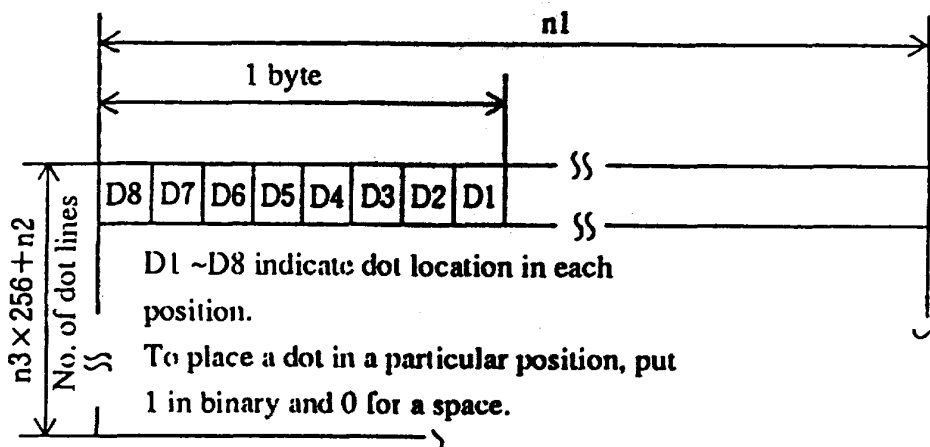 n1
1 byte
D8 D7 D6 D5 D4 D3 D2 D1
n3×256+n2
No. of dot lines
D1 ~D8 indicate dot location in each
position.
To place a dot in a particular position, put
1 in binary and 0 for a space.